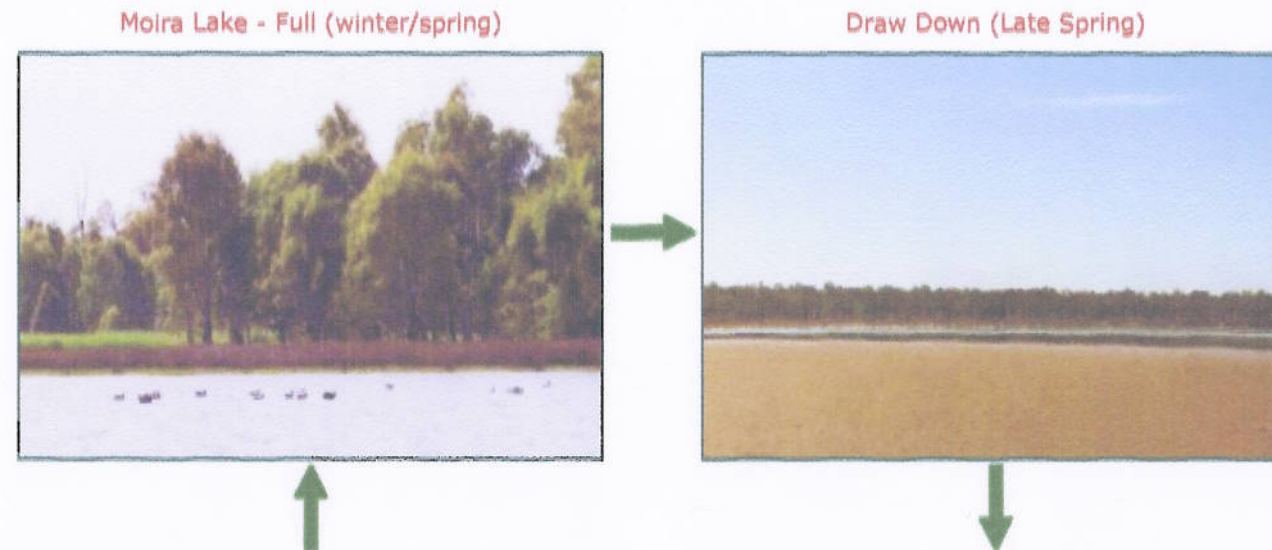 Moira Lake - Full (winter/spring)
Draw Down (Late Spring)